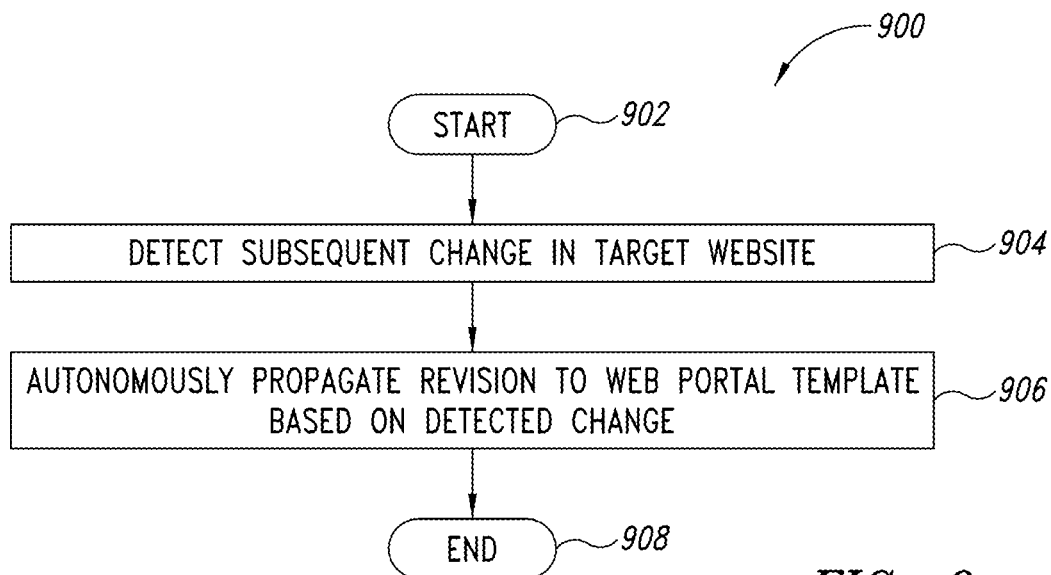 900
START
902
DETECT SUBSEQUENT CHANGE IN TARGET WEBSITE
904
AUTONOMOUSLY PROPAGATE REVISION TO WEB PORTAL TEMPLATE
BASED ON DETECTED CHANGE
906
END
908